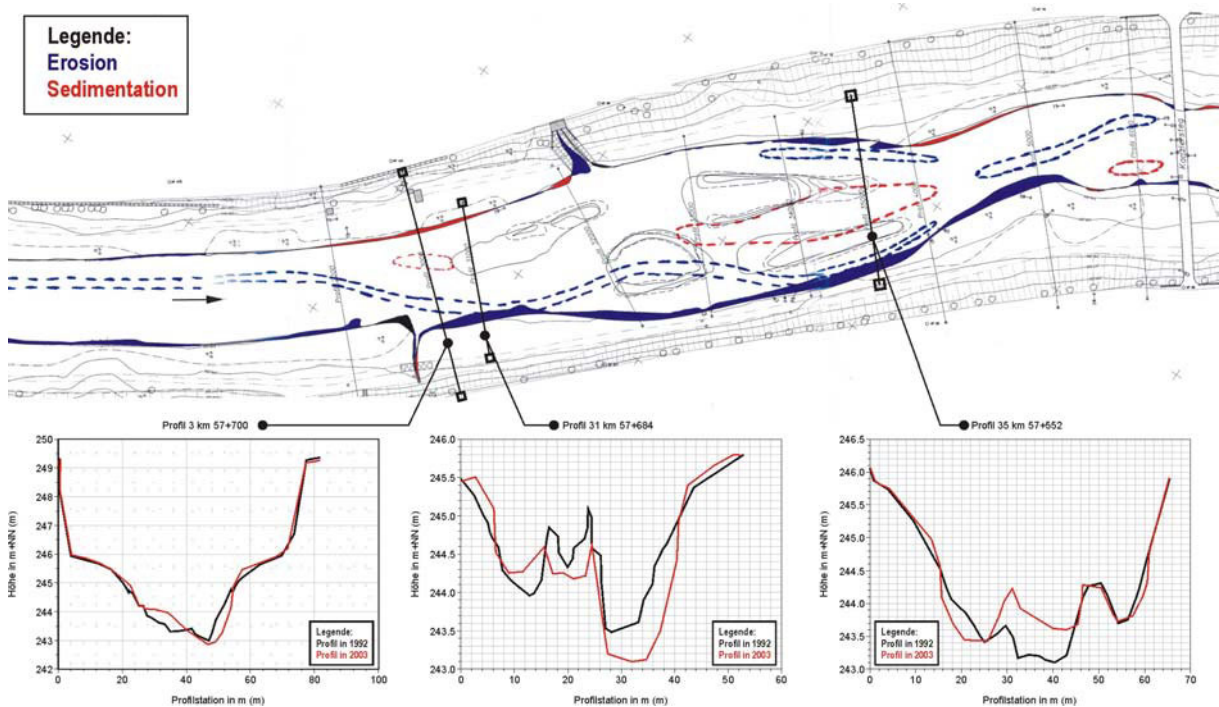 Legende:
Erosion
Sedimentation
Kagbersteg
Profil 3 km 57+700
Profil 31 km 57+684
Profil 35 km 57+552
250
249
248
247
246
245
244
243
242
Höhe in m+NN (m)
0 20 40 60 80 100
Profilstation in m (m)
Legende:
Profil in 1992
Profil in 2003
246.0
245.5
245.0
244.5
244.0
243.5
243.0
Höhe in m+NN (m)
0 10 20 30 40 50 60
Profilstation in m (m)
Legende:
Profil in 1992
Profil in 2003
246.5
246.0
245.5
245.0
244.5
244.0
243.5
243.0
Höhe in m+NN (m)
0 10 20 30 40 50 60 70
Profilstation in m (m)
Legende:
Profil in 1992
Profil in 2003